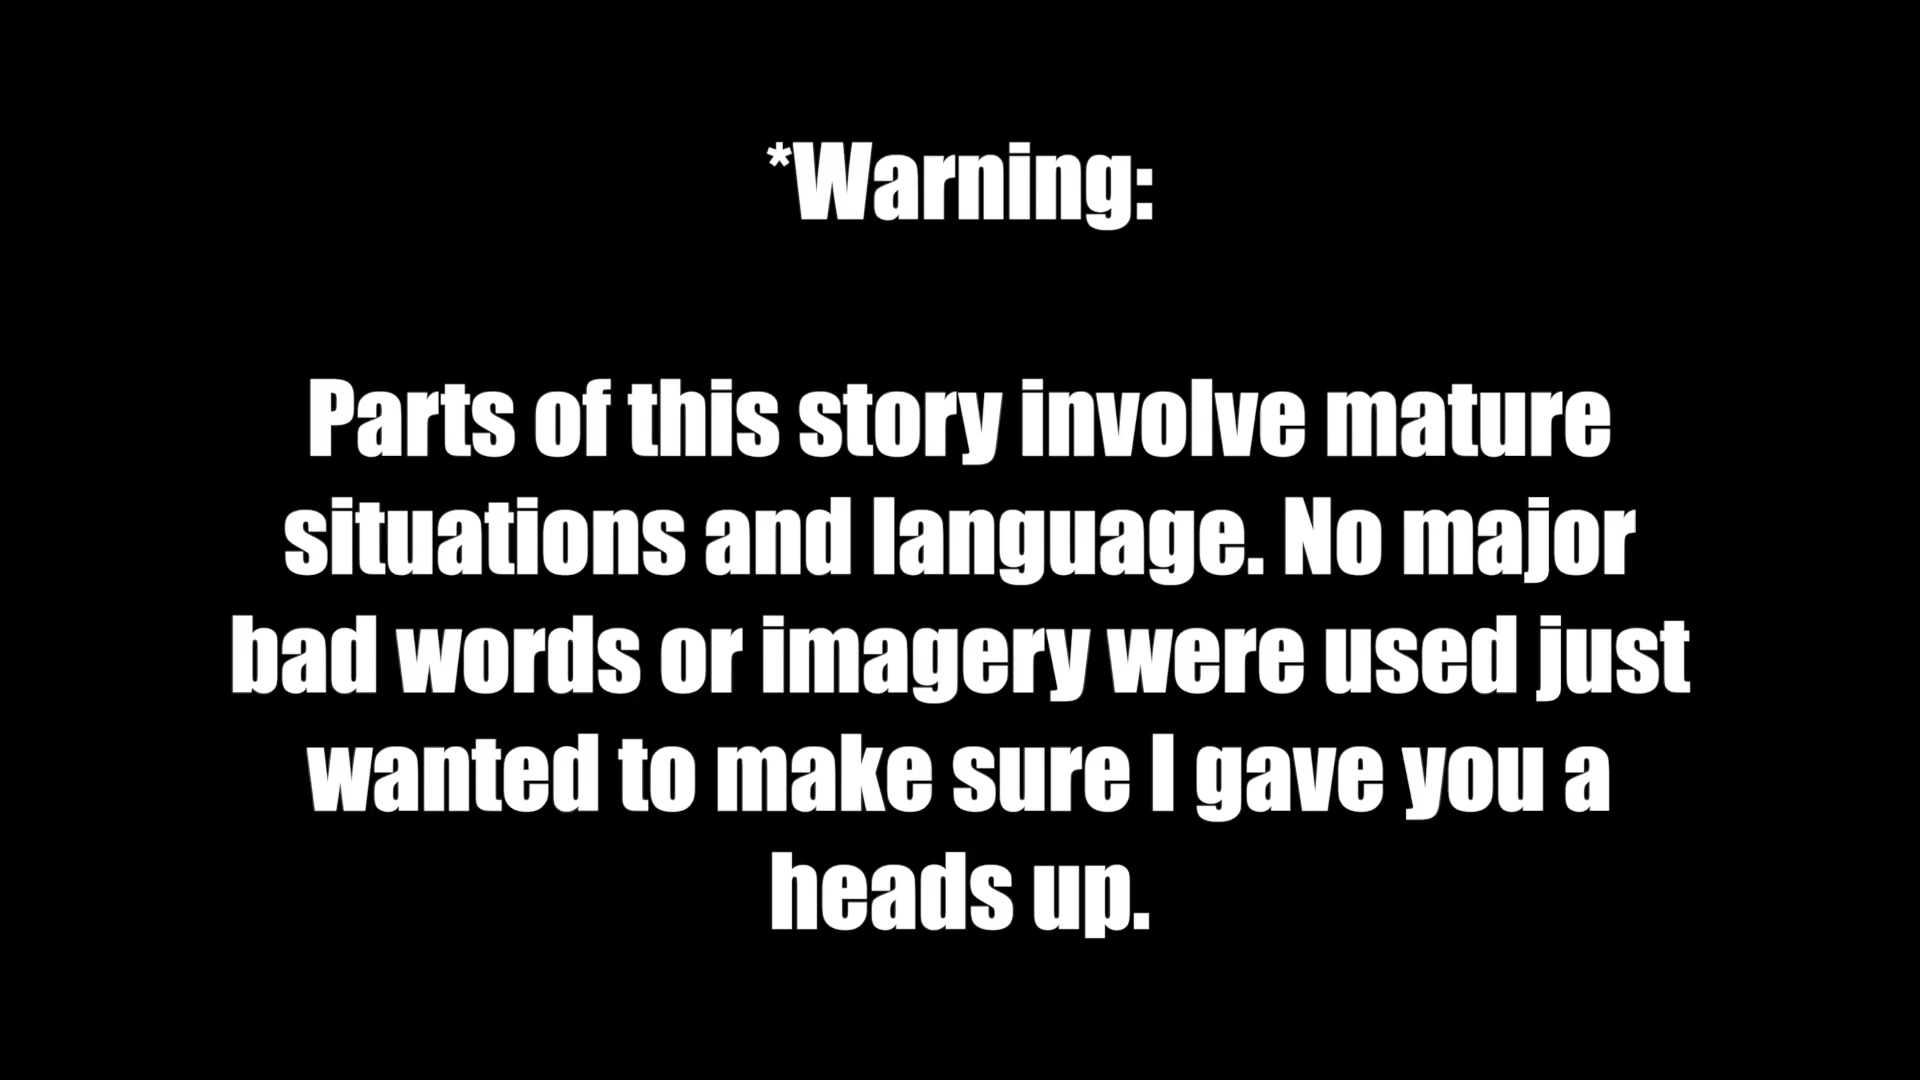 *Warning:
Parts of this story involve mature
situations and language. No major
bad words or imagery were used just
wanted to make sure I gave you a
heads up.